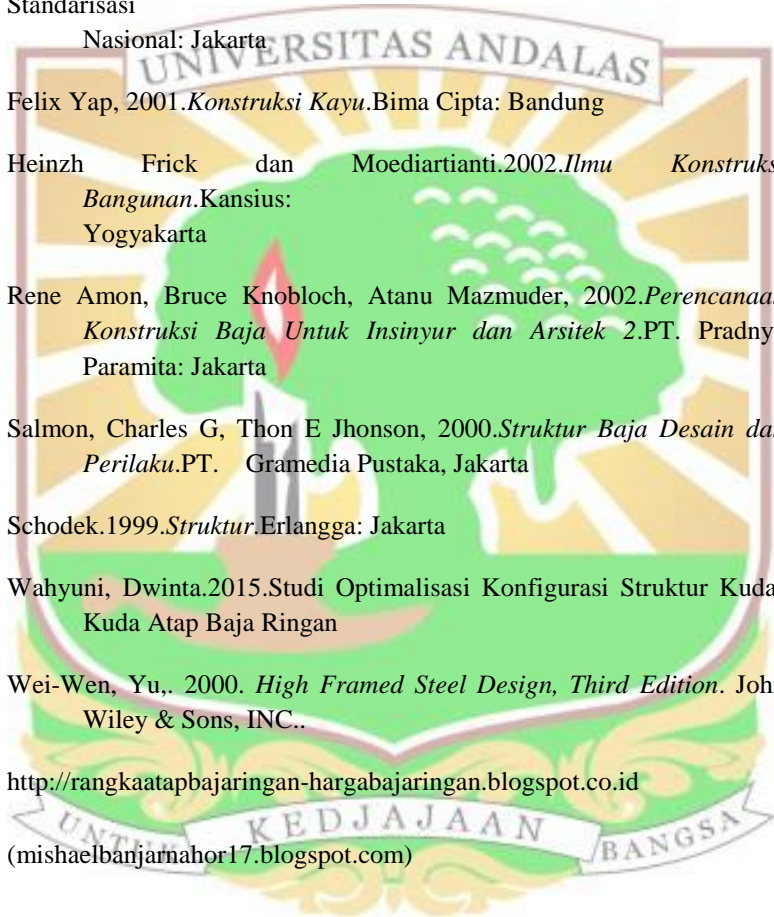 Standarisasi
Nasional: Jakarta
UNIVERSITAS ANDALAS
Felix Yap, 2001.Konstruksi Kayu.Bima Cipta: Bandung
Heinzh Frick dan Moediartianti.2002.Ilmu Konstruks
Bangunan.Kansius:
Yogyakarta
Rene Amon, Bruce Knobloch, Atanu Mazmuder, 2002.Perencanaa
Konstruksi Baja Untuk Insinyur dan Arsitek 2.PT. Pradny
Paramita: Jakarta
Salmon, Charles G, Thon E Jhonson, 2000.Struktur Baja Desain da
Perilaku.PT. Gramedia Pustaka, Jakarta
Schodek.1999.Struktur.Erlangga: Jakarta
Wahyuni, Dwinta.2015.Studi Optimalisasi Konfigurasi Struktur Kuda
Kuda Atap Baja Ringan
Wei-Wen, Yu,. 2000. High Framed Steel Design, Third Edition. Joh
Wiley & Sons, INC..
http://rangkaatapbajaringan-hargabajaringan.blogspot.co.id
UNTUK KEDJAJAAN BANGSA
(mishaelbanjarnahor17.blogspot.com)